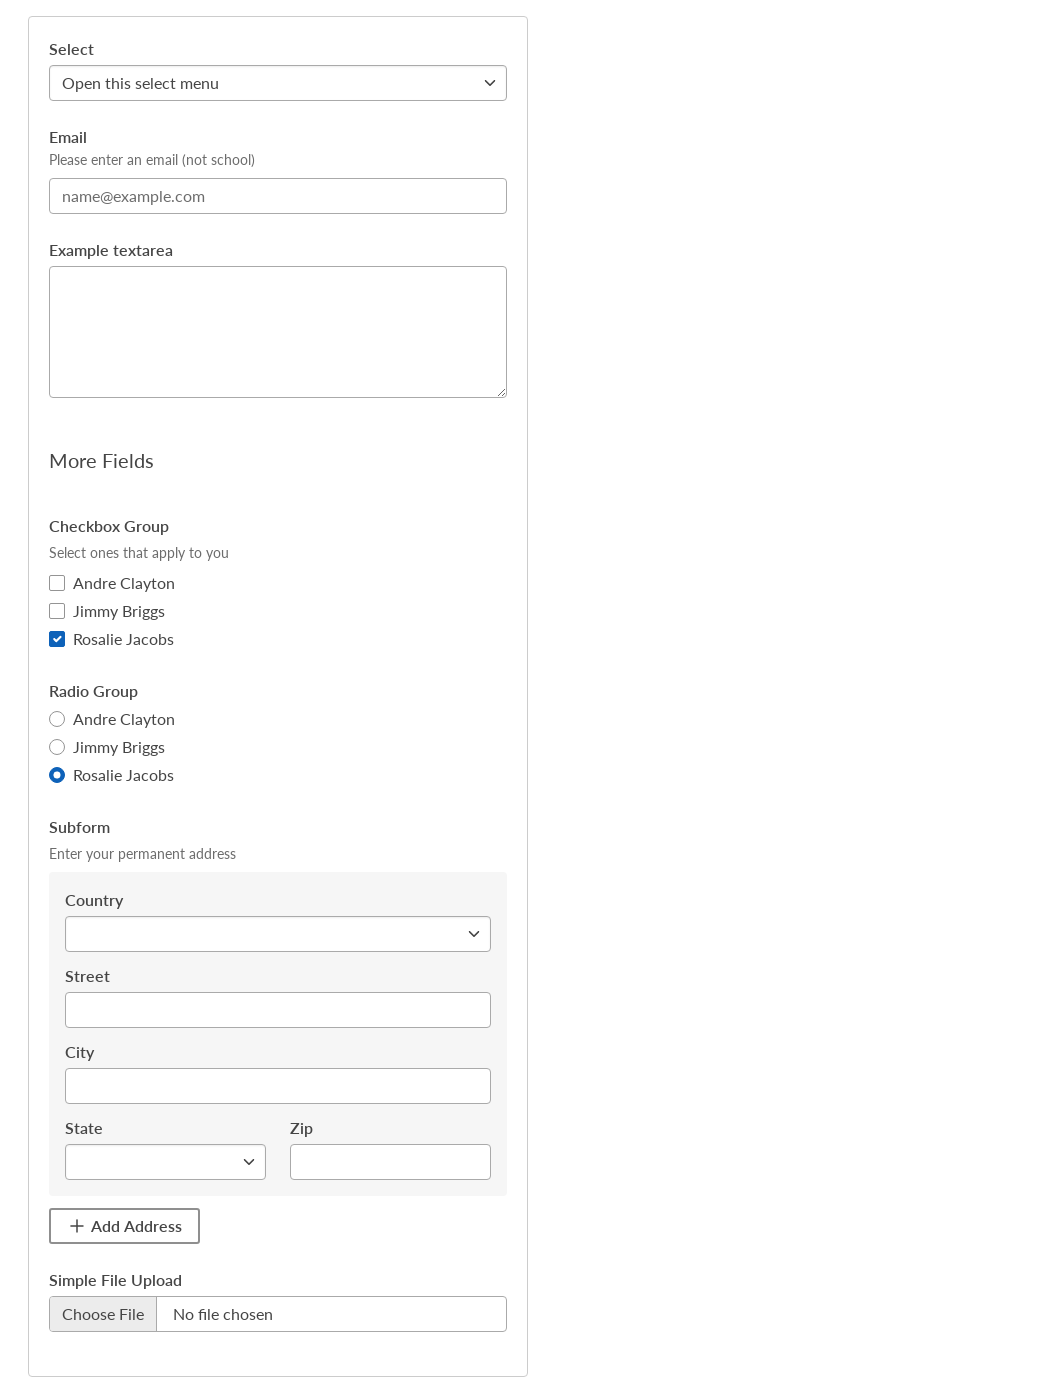 Select
Open this select menu
Email
Please enter an email (not school)
name@example.com
Example textarea
More Fields
Checkbox Group
Select ones that apply to you
Andre Clayton
Jimmy Briggs
Rosalie Jacobs
Radio Group
Andre Clayton
Jimmy Briggs
Rosalie Jacobs
Subform
Enter your permanent address
Country
Street
City
State Zip
Add Address
Simple File Upload
Choose File No file chosen